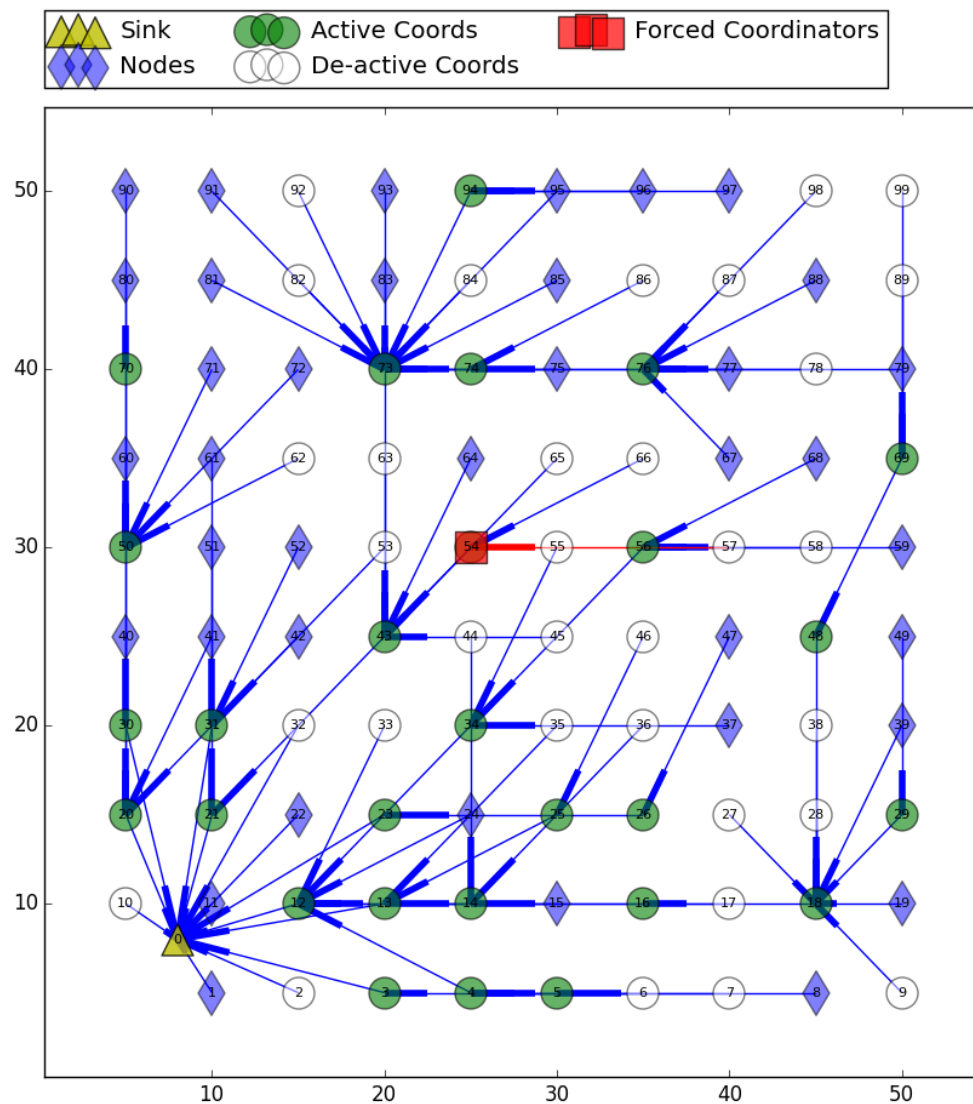 Sink Active Coords Forced Coordinators
Nodes De-active Coords
50 90 91 92 93 94 95 96 97 98 99
80 81 82 83 84 85 86 87 88 89
40 70 71 72 73 74 75 76 77 78 79
60 61 62 63 64 65 66 67 68 69
30 50 51 52 53 54 55 56 57 58 59
40 41 42 43 44 45 46 47 48 49
20 30 31 32 33 34 35 36 37 38 39
20 21 22 23 24 25 26 27 28 29
10 10 11 12 13 14 15 16 17 18 19
0
1 2 3 4 5 6 7 8 9
10 20 30 40 50